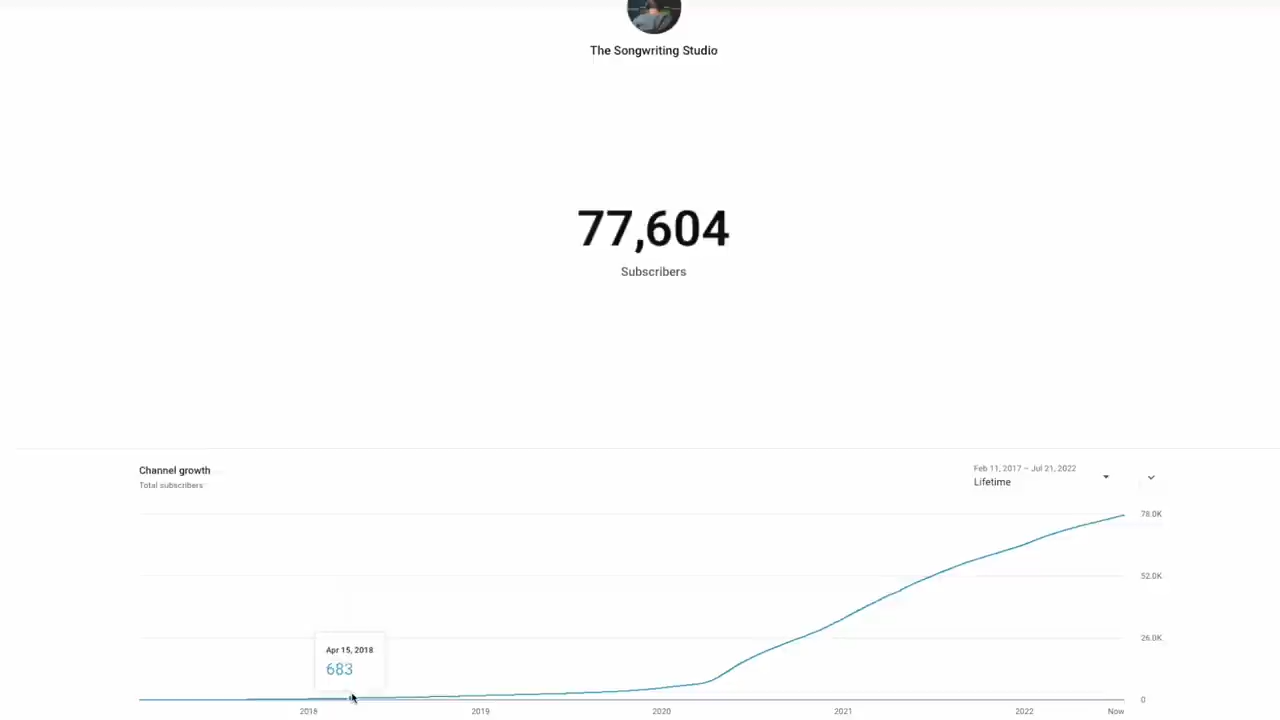 The Songwriting Studio
77,604
Subscribers
Channel growth
Total subscribers
Feb 11, 2017 – Jul 21, 2022
Lifetime
78.0K
52.0K
26.0K
Apr 15, 2018
683
0
2018
2019
2020
2021
2022
Now